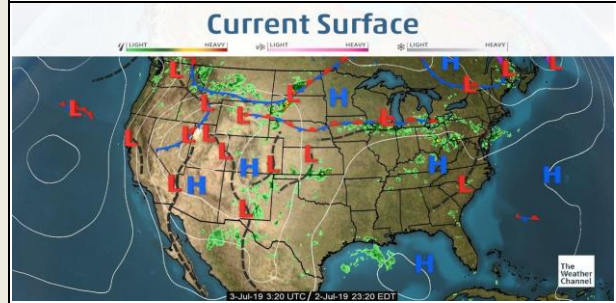 Current Surface
LIGHT HEAVY LIGHT HEAVY LIGHT HEAVY
L L L H L H L L
L L L L H L L
L L L L H L H L H L
L H
The
Weather
Channel
3-Jul-19 3:20 UTC / 2-Jul-19 23:20 EDT